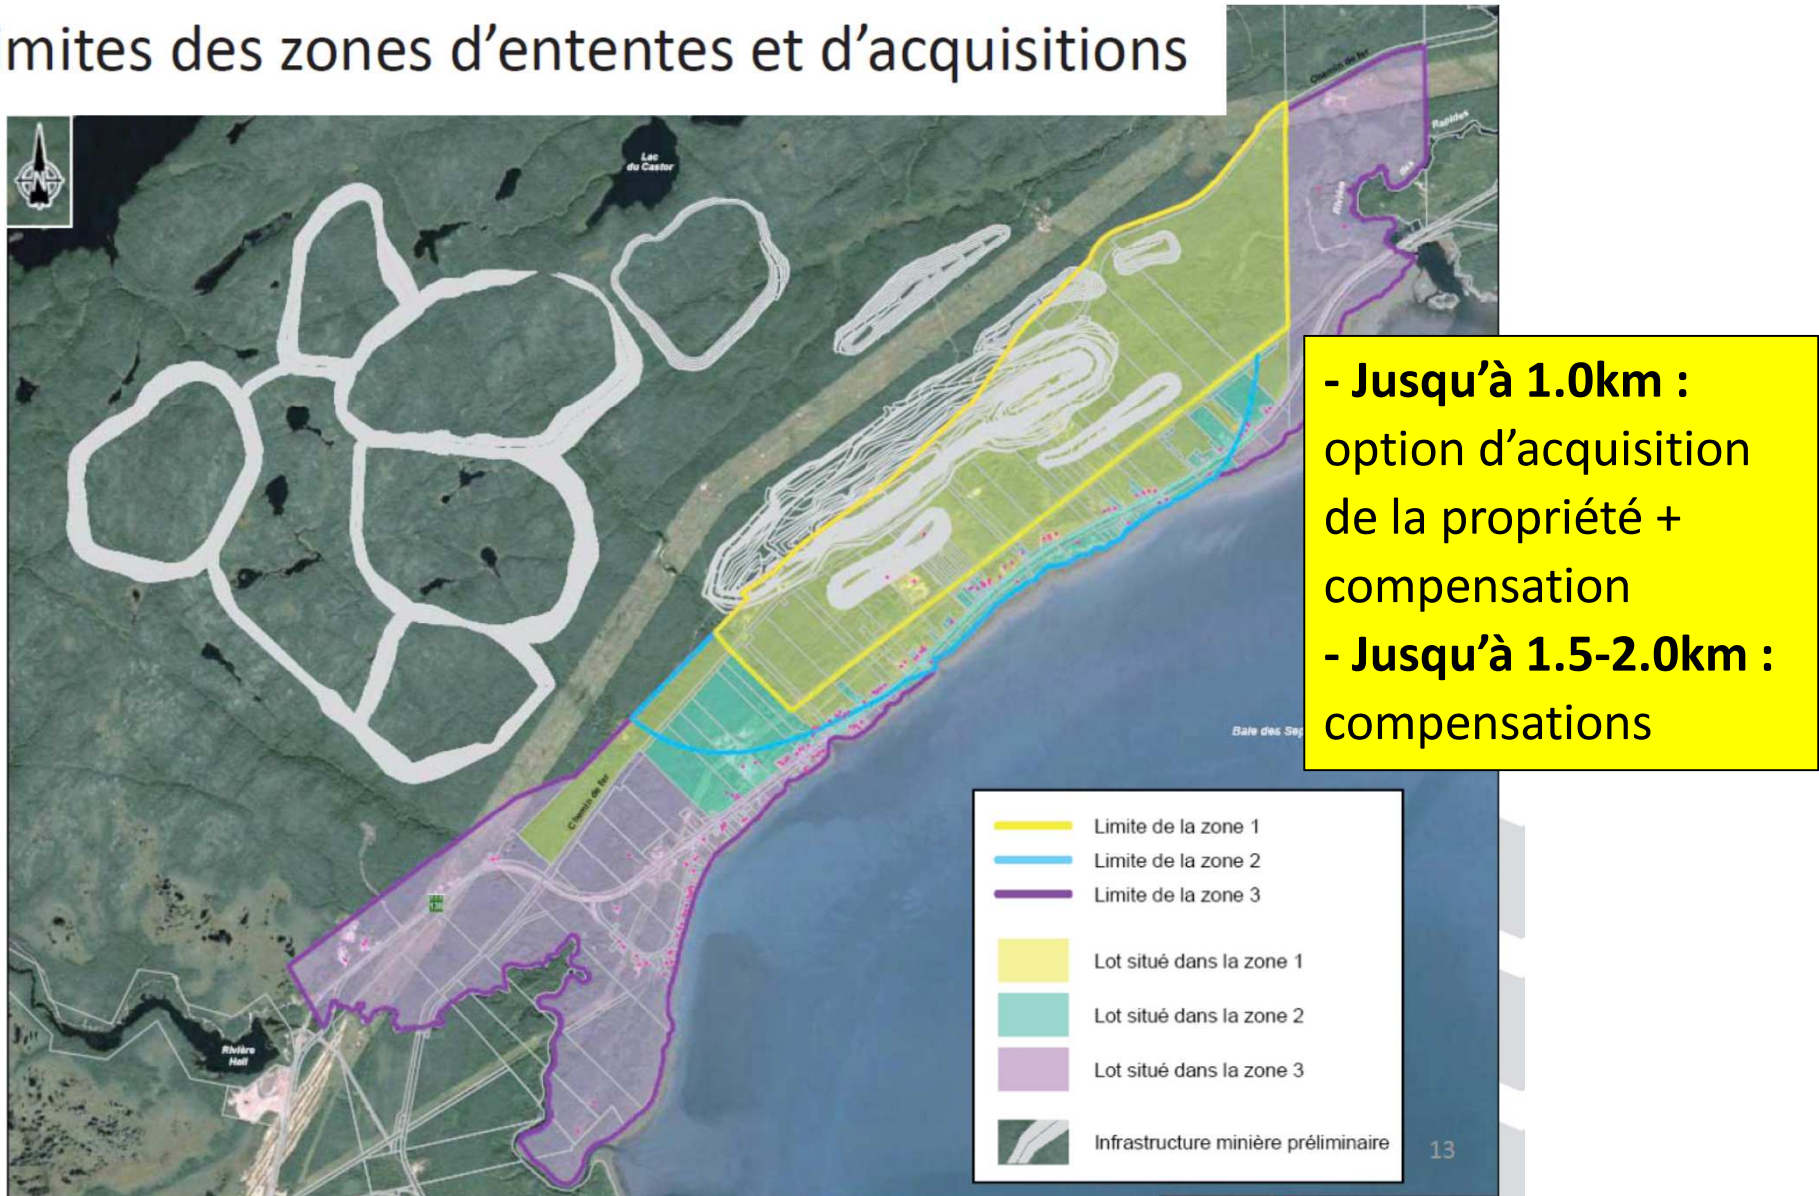 mites des zones d'ententes et d'acquisitions
Chemin de fer
Rapides
des
Rivière
Lac
du Castor
N
- Jusqu'à 1.0km :
option d'acquisition
de la propriété +
compensation
- Jusqu'à 1.5-2.0km :
compensations
Baie des Sep
Chemin de fer
Limite de la zone 1
Limite de la zone 2
Limite de la zone 3
Lot situé dans la zone 1
Lot situé dans la zone 2
Lot situé dans la zone 3
Infrastructure minière préliminaire
Rivière
Hall
13